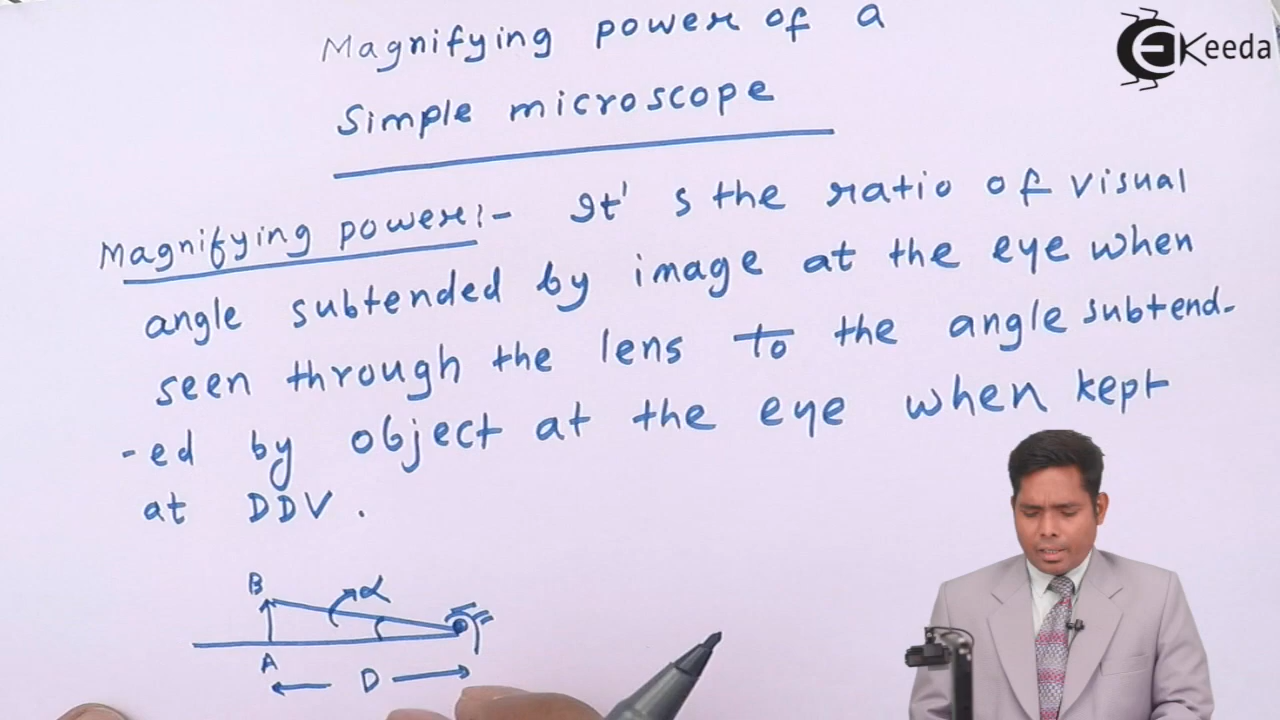 Magnifying power of a
Simple microscope
Magnifying power:- It's the ratio of visual
angle subtended by image at the eye when
seen through the lens to the angle subtend-
-ed by object at the eye when kept
at DDV.
B
α
A
D
EKeeda